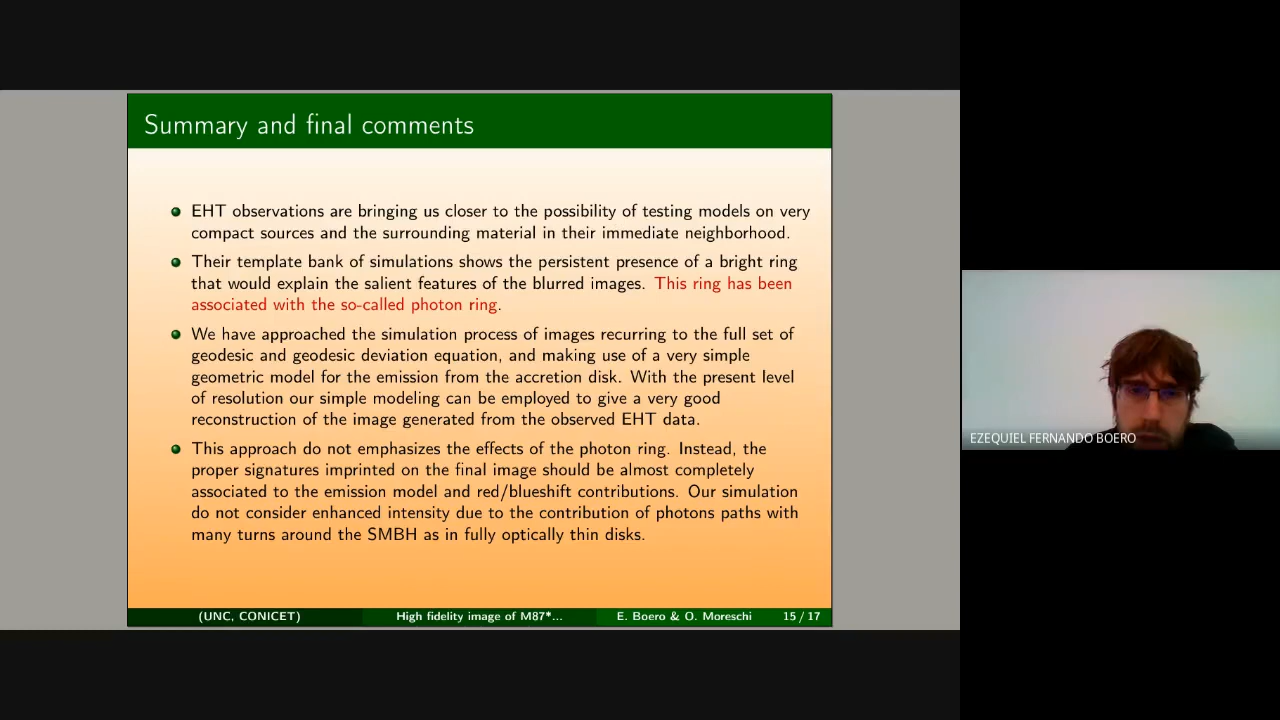 Summary and final comments
EHT observations are bringing us closer to the possibility of testing models on very
compact sources and the surrounding material in their immediate neighborhood.
Their template bank of simulations shows the persistent presence of a bright ring
that would explain the salient features of the blurred images. This ring has been
associated with the so-called photon ring.
We have approached the simulation process of images recurring to the full set of
geodesic and geodesic deviation equation, and making use of a very simple
geometric model for the emission from the accretion disk. With the present level
of resolution our simple modeling can be employed to give a very good
reconstruction of the image generated from the observed EHT data.
This approach do not emphasizes the effects of the photon ring. Instead, the
proper signatures imprinted on the final image should be almost completely
associated to the emission model and red/blueshift contributions. Our simulation
do not consider enhanced intensity due to the contribution of photons paths with
many turns around the SMBH as in fully optically thin disks.
(UNC, CONICET) High fidelity image of M87*... E. Boero & O. Moreschi 15 / 17
EZEQUIEL FERNANDO BOERO